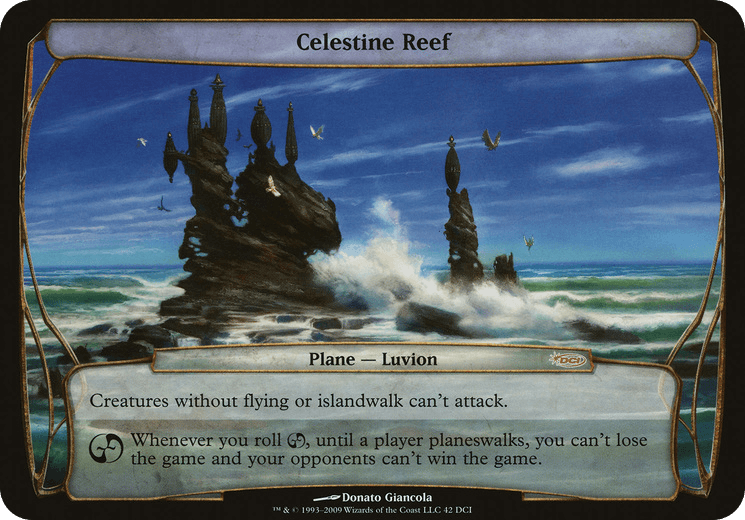 Celestine Reef
Plane — Luvion
DCI
Creatures without flying or islandwalk can't attack.
Whenever you roll , until a player planeswalks, you can't lose
the game and your opponents can't win the game.
Donato Giancola
™ & © 1993–2009 Wizards of the Coast LLC 42 DCI